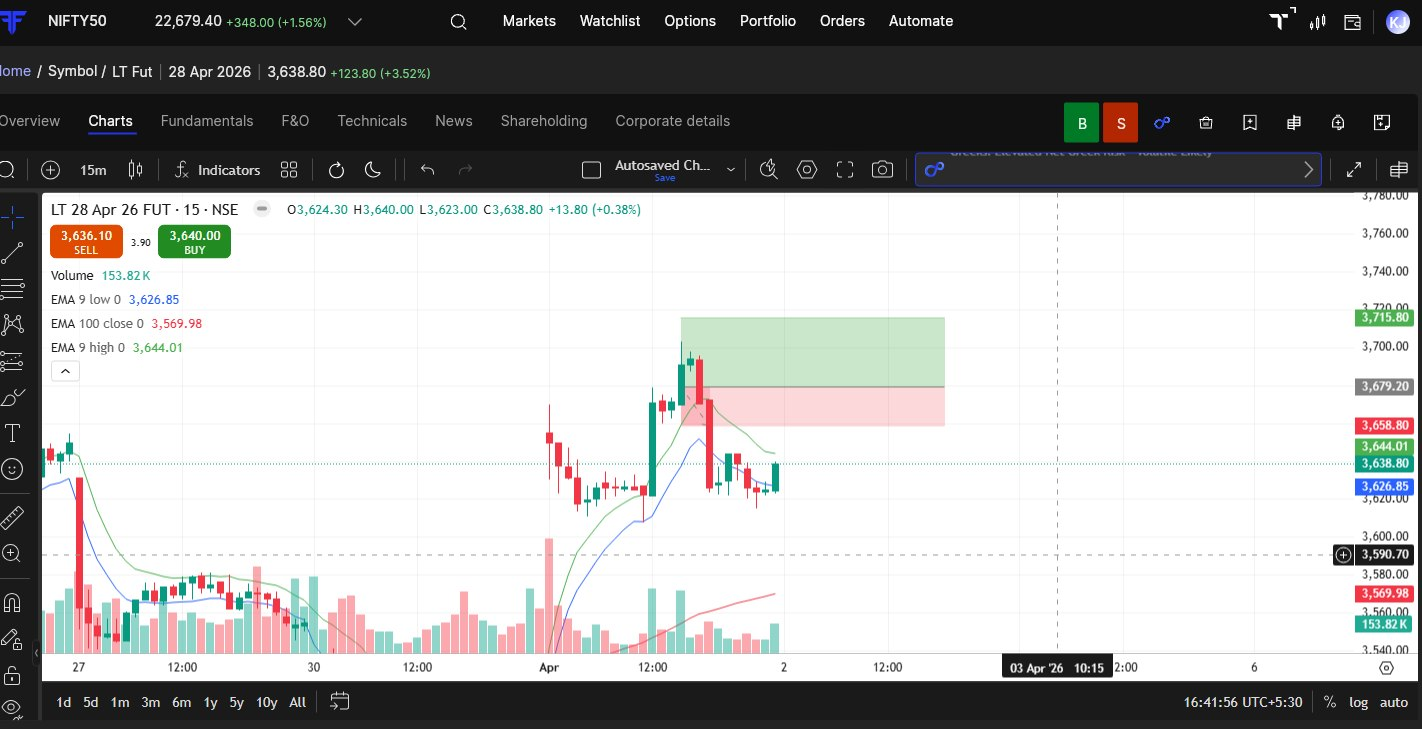 NIFTY50 22,679.40 +348.00 (+1.56%) Markets Watchlist Options Portfolio Orders Automate KJ
ome / Symbol / LT Fut | 28 Apr 2026 | 3,638.80 +123.80 (+3.52%)
Overview Charts Fundamentals F&O Technicals News Shareholding Corporate details B S
15m Indicators Autosaved Ch...
Save
LT 28 Apr 26 FUT · 15 · NSE O3,624.30 H3,640.00 L3,623.00 C3,638.80 +13.80 (+0.38%)
3,636.10
SELL
3.90
3,640.00
BUY
Volume 153.82 K
EMA 9 low 0 3,626.85
EMA 100 close 0 3,569.98
EMA 9 high 0 3,644.01
3,780.00
3,760.00
3,740.00
3,720.00
3,715.80
3,700.00
3,679.20
3,658.80
3,644.01
3,638.80
3,626.85
3,620.00
3,600.00
3,590.70
3,580.00
3,569.98
3,560.00
153.82 K
3,540.00
27 12:00 30 12:00 Apr 12:00 2 12:00 03 Apr '26 10:15 2:00 6
1d 5d 1m 3m 6m 1y 5y 10y All 16:41:56 UTC+5:30 % log auto